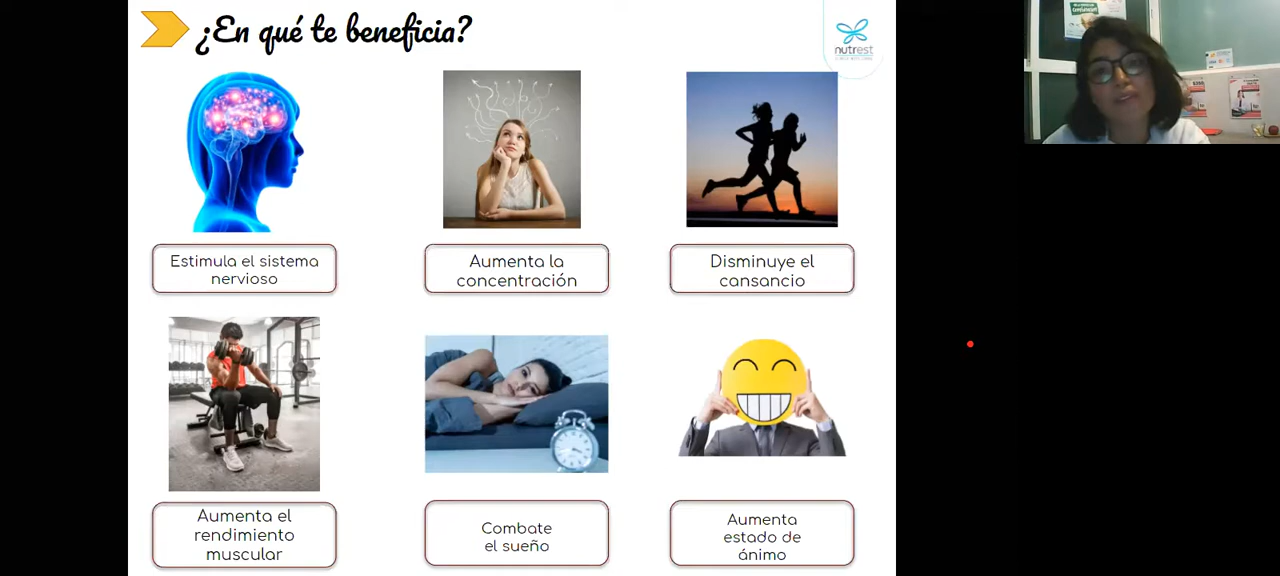 ¿En qué te beneficia?
nutrest
Estimula el sistema
nervioso
Aumenta la
concentración
Disminuye el
cansancio
Aumenta el
rendimiento
muscular
Combate
el sueño
Aumenta
estado de
ánimo